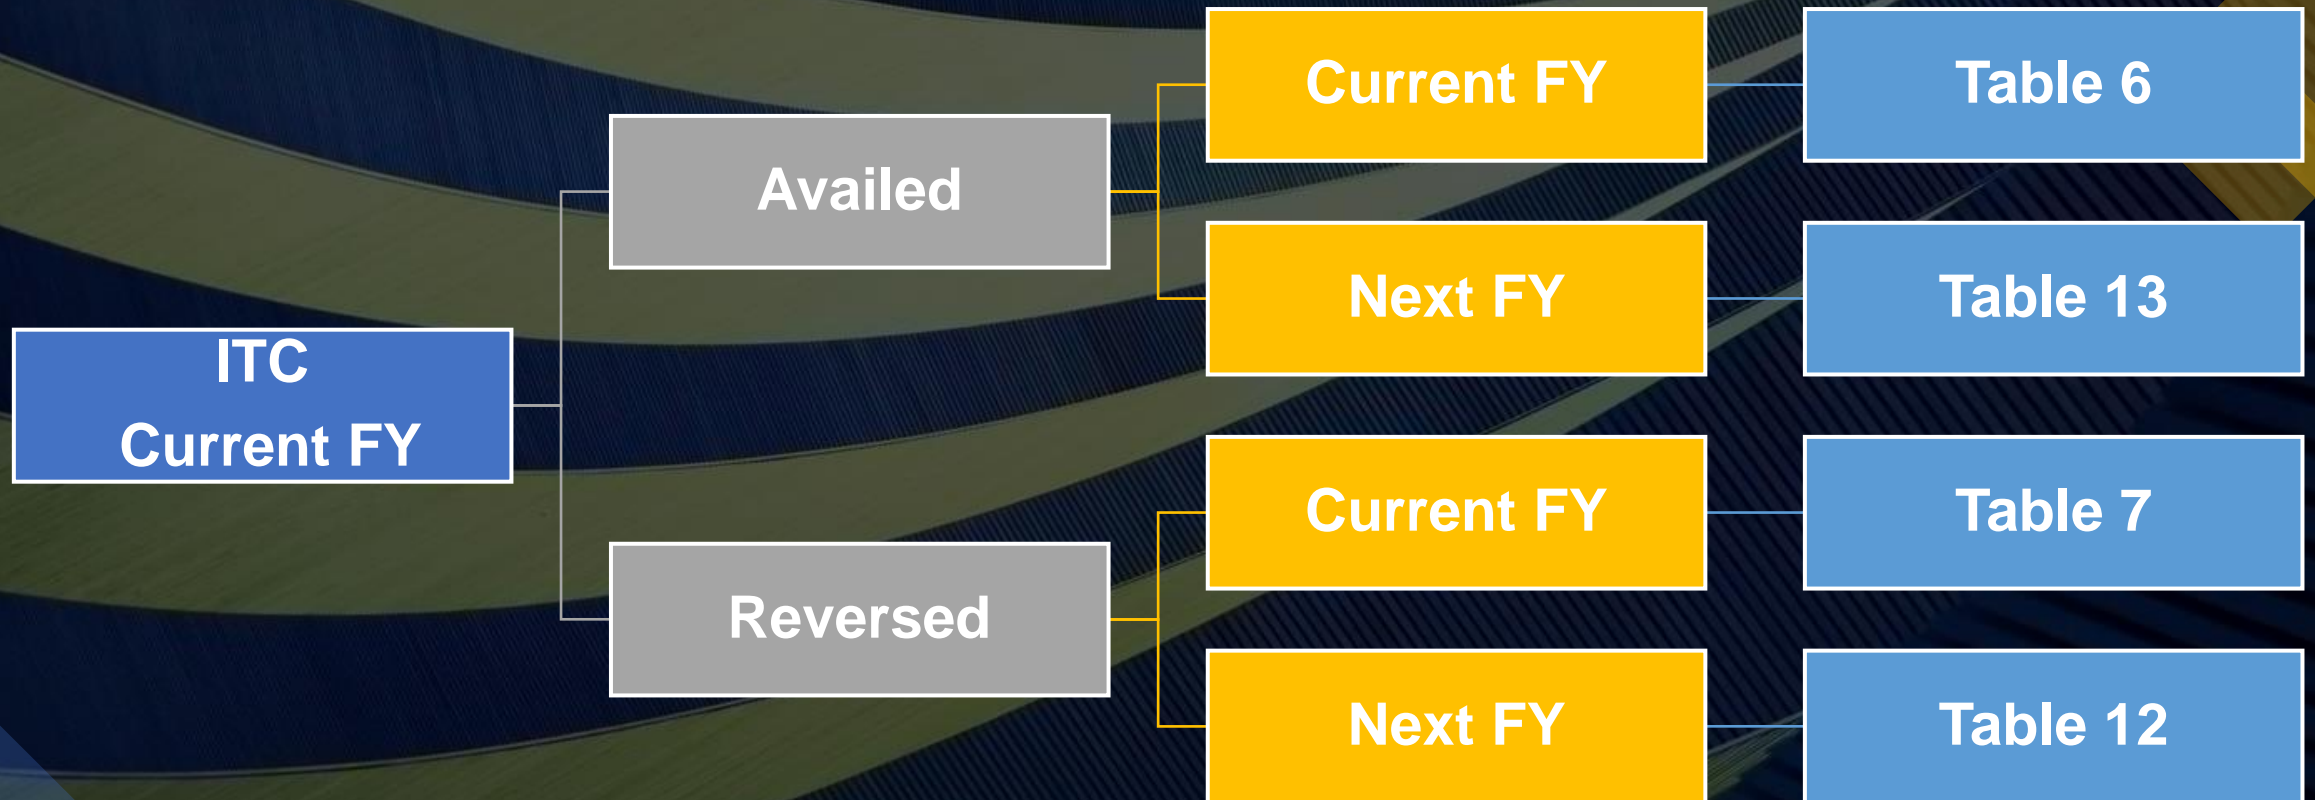 ITC
Current FY
Availed
Current FY
Table 6
Next FY
Table 13
Reversed
Current FY
Table 7
Next FY
Table 12